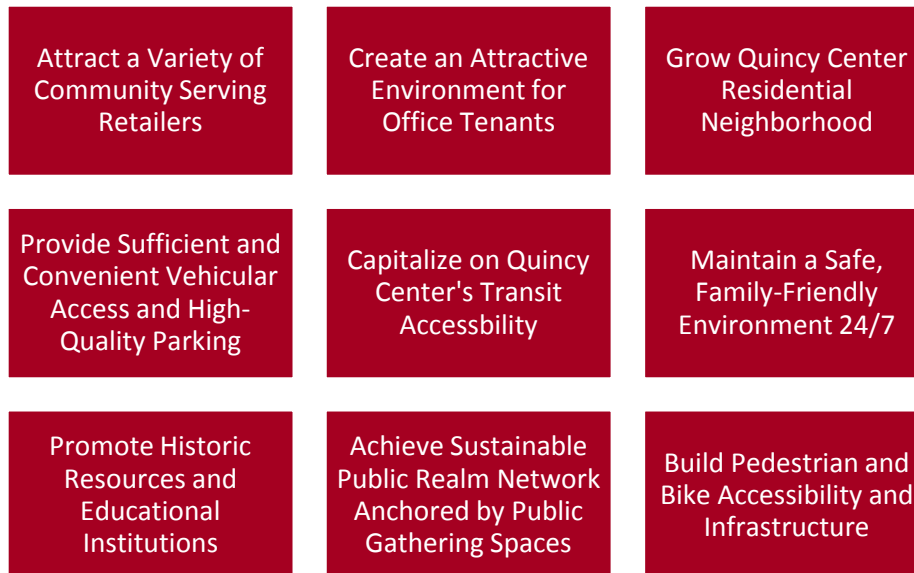 Attract a Variety of
Community Serving
Retailers
Create an Attractive
Environment for
Office Tenants
Grow Quincy Center
Residential
Neighborhood
Provide Sufficient and
Convenient Vehicular
Access and High-
Quality Parking
Capitalize on Quincy
Center's Transit
Accessbility
Maintain a Safe,
Family-Friendly
Environment 24/7
Promote Historic
Resources and
Educational
Institutions
Achieve Sustainable
Public Realm Network
Anchored by Public
Gathering Spaces
Build Pedestrian and
Bike Accessibility and
Infrastructure